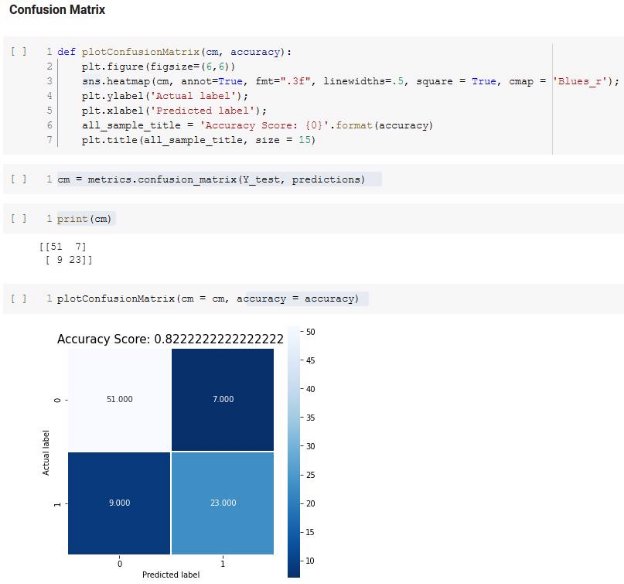 Confusion Matrix
[ ] 1 def plotConfusionMatrix(cm, accuracy):
2 plt.figure(figsize=(6,6))
3 sns.heatmap(cm, annot=True, fmt=".3f", linewidths=.5, square = True, cmap = 'Blues_r');
4 plt.ylabel('Actual label');
5 plt.xlabel('Predicted label');
6 all_sample_title = 'Accuracy Score: {0}'.format(accuracy)
7 plt.title(all_sample_title, size = 15)
[ ] 1 cm = metrics.confusion_matrix(Y_test, predictions)
[ ] 1 print(cm)
[[51 7]
[ 9 23]]
[ ] 1 plotConfusionMatrix(cm = cm, accuracy = accuracy)
Accuracy Score: 0.8222222222222222
Actual label
0
1
51.000 7.000
9.000 23.000
0 1
Predicted label
50
45
40
35
30
25
20
15
10